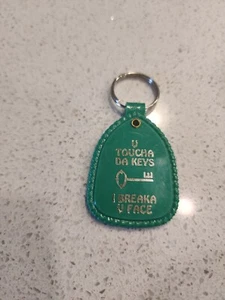 U
TOUCHA
DA KEYS
I BREAKA
U FACE